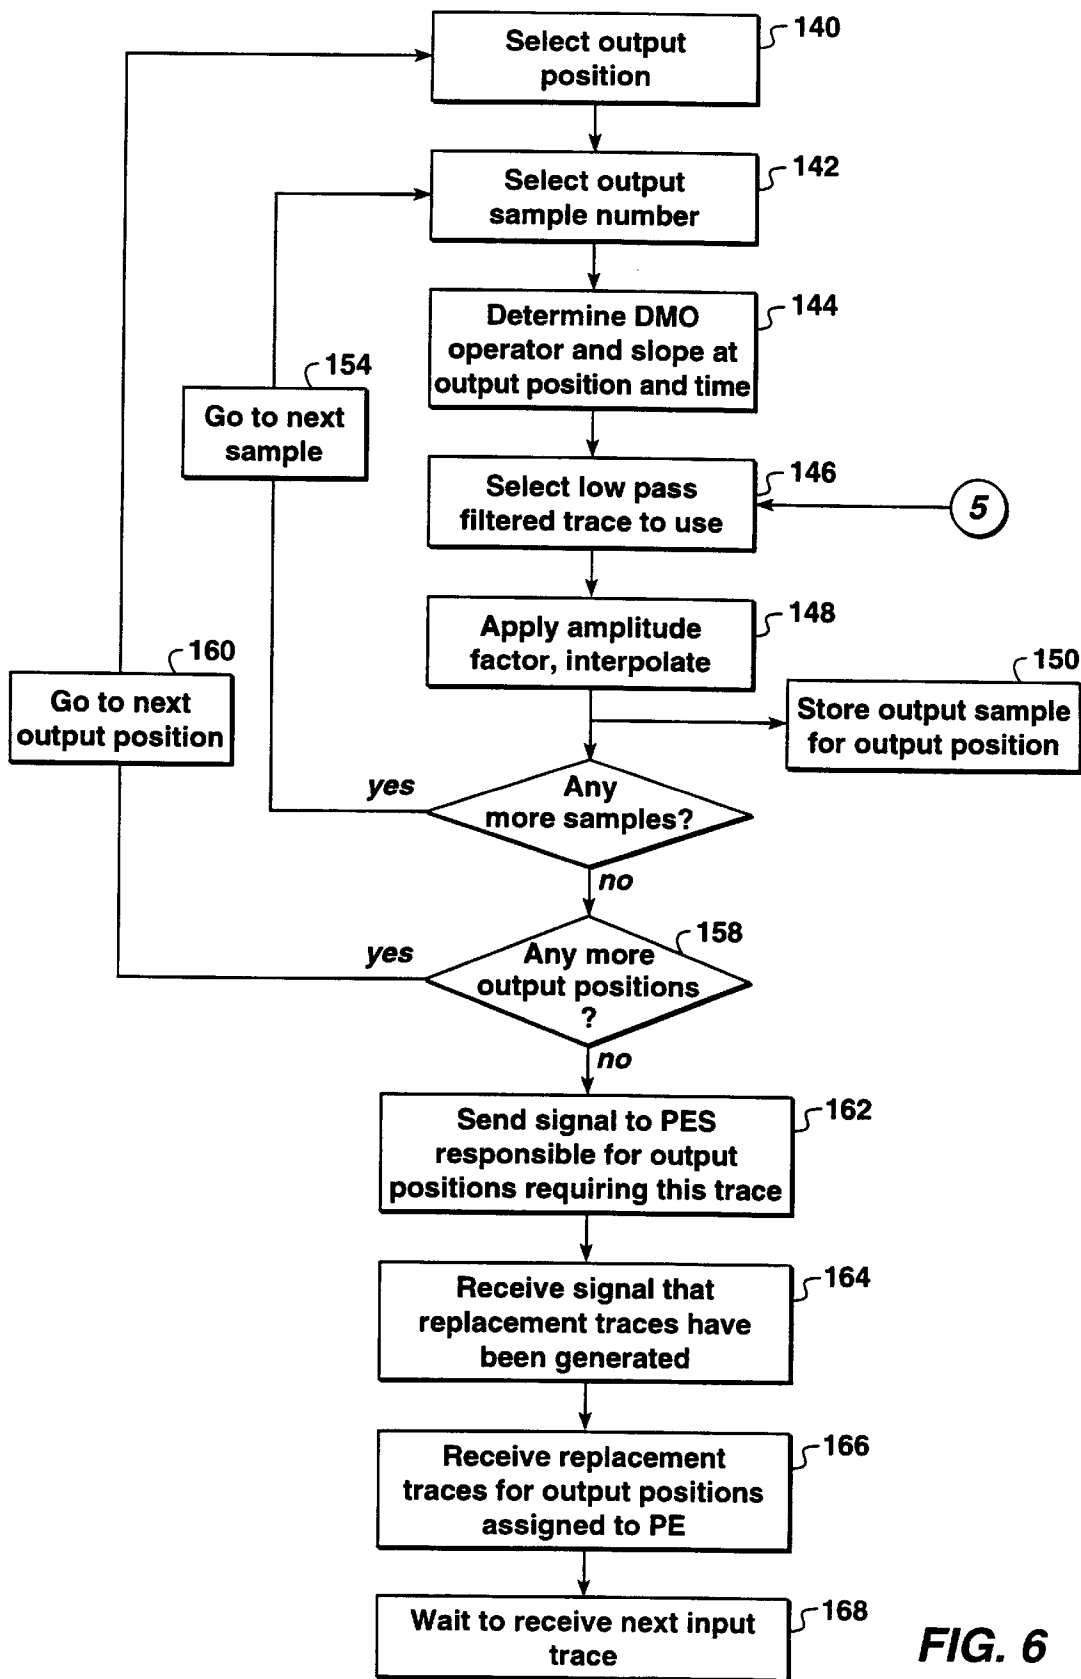 Select output
position
140
Select output
sample number
142
Determine DMO
operator and slope at
output position and time
144
154
Go to next
sample
Select low pass
filtered trace to use
146
5
Apply amplitude
factor, interpolate
148
160
Go to next
output position
150
Store output sample
for output position
yes
Any
more samples?
no
yes
Any more
output positions
?
158
no
Send signal to PES
responsible for output
positions requiring this trace
162
Receive signal that
replacement traces have
been generated
164
Receive replacement
traces for output positions
assigned to PE
166
Wait to receive next input
trace
168
FIG. 6